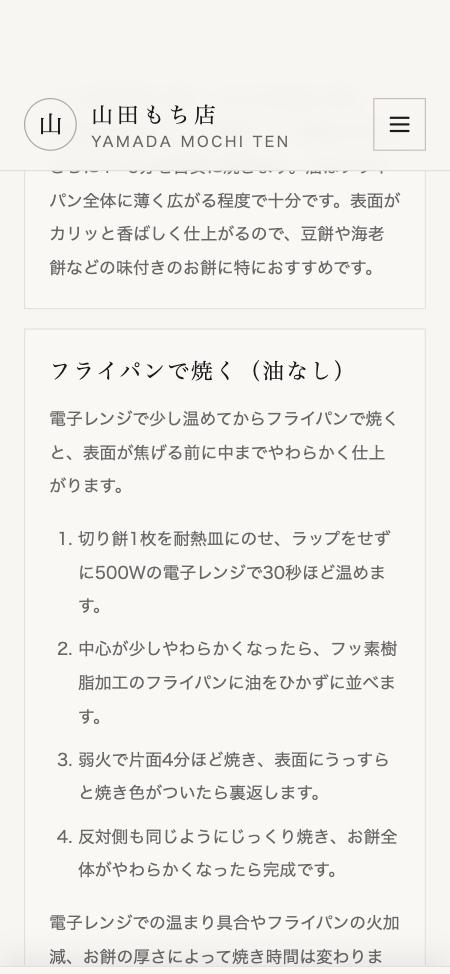 山
山田もち店
YAMADA MOCHI TEN
パン全体に薄く広がる程度で十分です。表面が
カリッと香ばしく仕上がるので、豆餅や海老
餅などの味付きのお餅に特におすすめです。
フライパンで焼く（油なし）
電子レンジで少し温めてからフライパンで焼く
と、表面が焦げる前に中までやわらかく仕上
がります。
1. 切り餅1枚を耐熱皿にのせ、ラップをせず
に500Wの電子レンジで30秒ほど温めま
す。
2. 中心が少しやわらかくなったら、フッ素樹
脂加工のフライパンに油をひかずに並べま
す。
3. 弱火で片面4分ほど焼き、表面にうっすら
と焼き色がついたら裏返します。
4. 反対側も同じようにじっくり焼き、お餅全
体がやわらかくなったら完成です。
電子レンジでの温まり具合やフライパンの火加
減、お餅の厚さによって焼き時間は変わりま